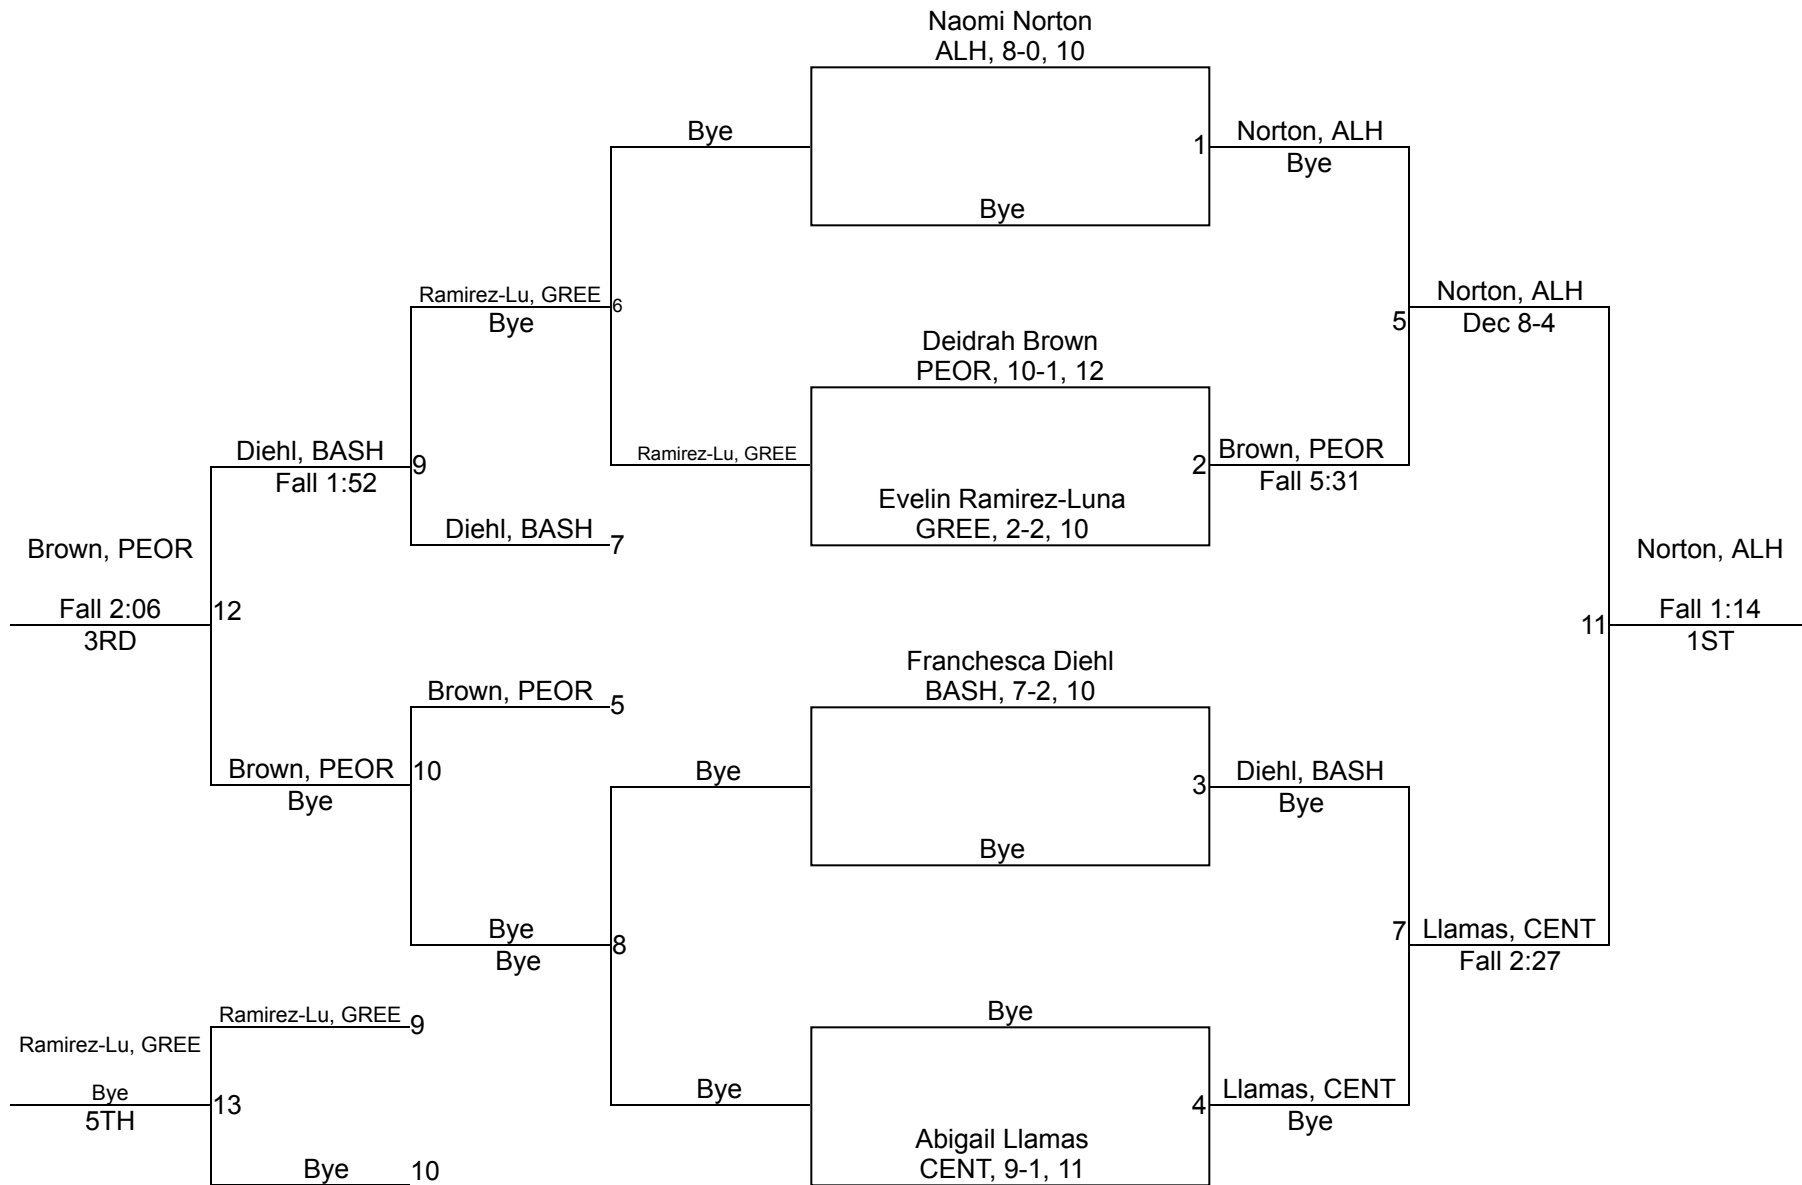 Naomi Norton
ALH, 8-0, 10
Bye
1
Norton, ALH
Bye
Bye
Ramirez-Lu, GREE
6
Bye
Norton, ALH
5
Dec 8-4
Deidrah Brown
PEOR, 10-1, 12
Diehl, BASH
9
Fall 1:52
Ramirez-Lu, GREE
2
Brown, PEOR
Fall 5:31
Evelin Ramirez-Luna
GREE, 2-2, 10
Diehl, BASH
7
Brown, PEOR
Fall 2:06
12
3RD
Norton, ALH
11
Fall 1:14
1ST
Franchesca Diehl
BASH, 7-2, 10
Brown, PEOR
5
Brown, PEOR
10
Bye
Bye
3
Diehl, BASH
Bye
Bye
Bye
8
Bye
7
Llamas, CENT
Fall 2:27
Ramirez-Lu, GREE
9
Bye
Ramirez-Lu, GREE
Bye
13
5TH
Bye
4
Llamas, CENT
Bye
Abigail Llamas
CENT, 9-1, 11
Bye
10